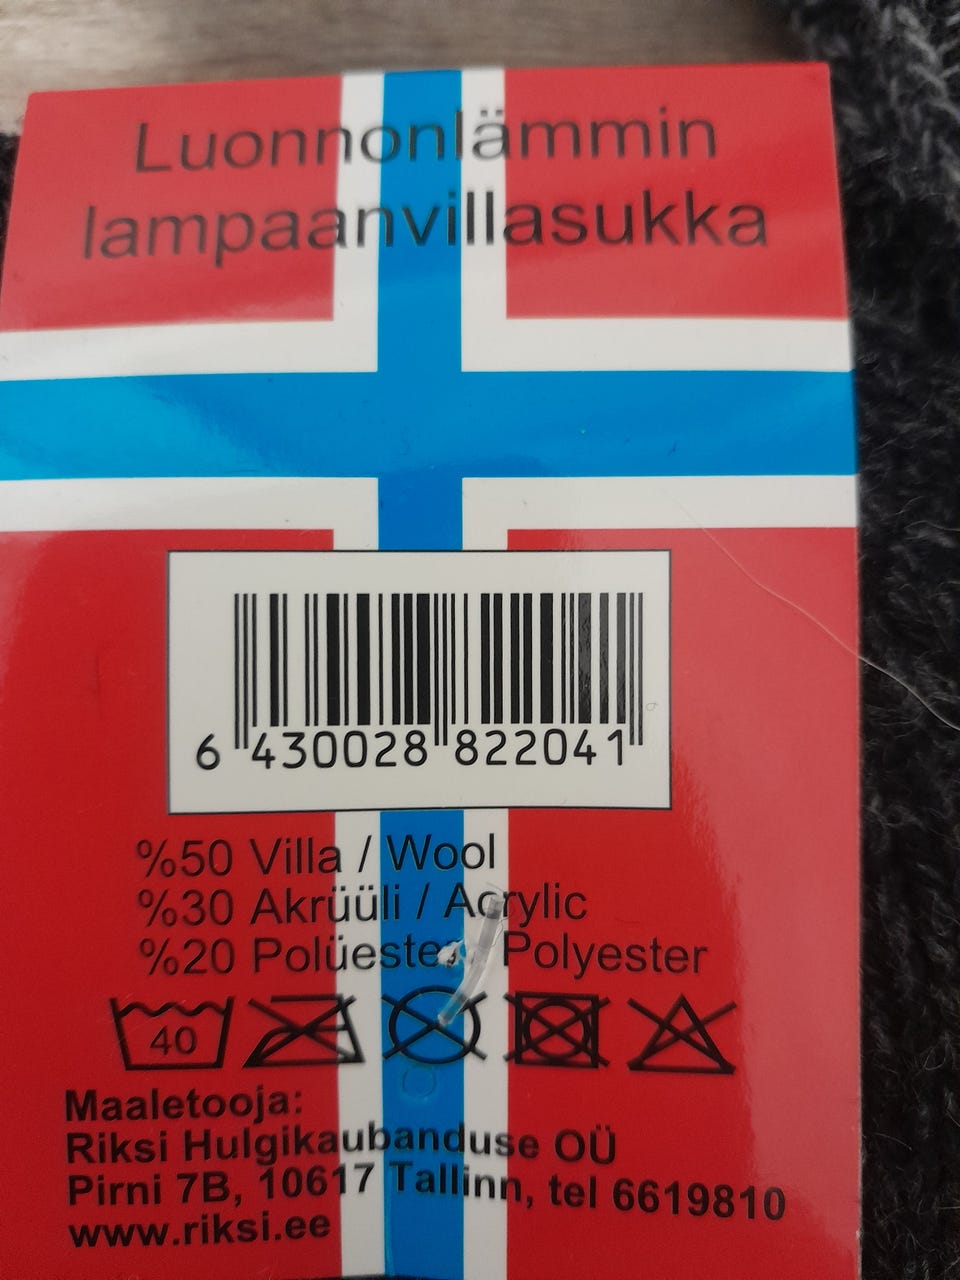 Luonnonlämmin
lampaanvillasukka
6 430028 822041
%50 Villa / Wool
%30 Akrüüli / Acrylic
%20 Polüester / Polyester
40
Maaletooja:
Riksi Hulgikaubanduse OÜ
Pirni 7B, 10617 Tallinn, tel 6619810
www.riksi.ee